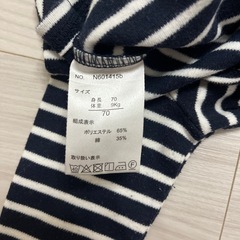 NO. N601415b
サイズ
身長 70
体重 9Kg
70
組成表示
ポリエステル 65%
綿 35%
取り扱い表示